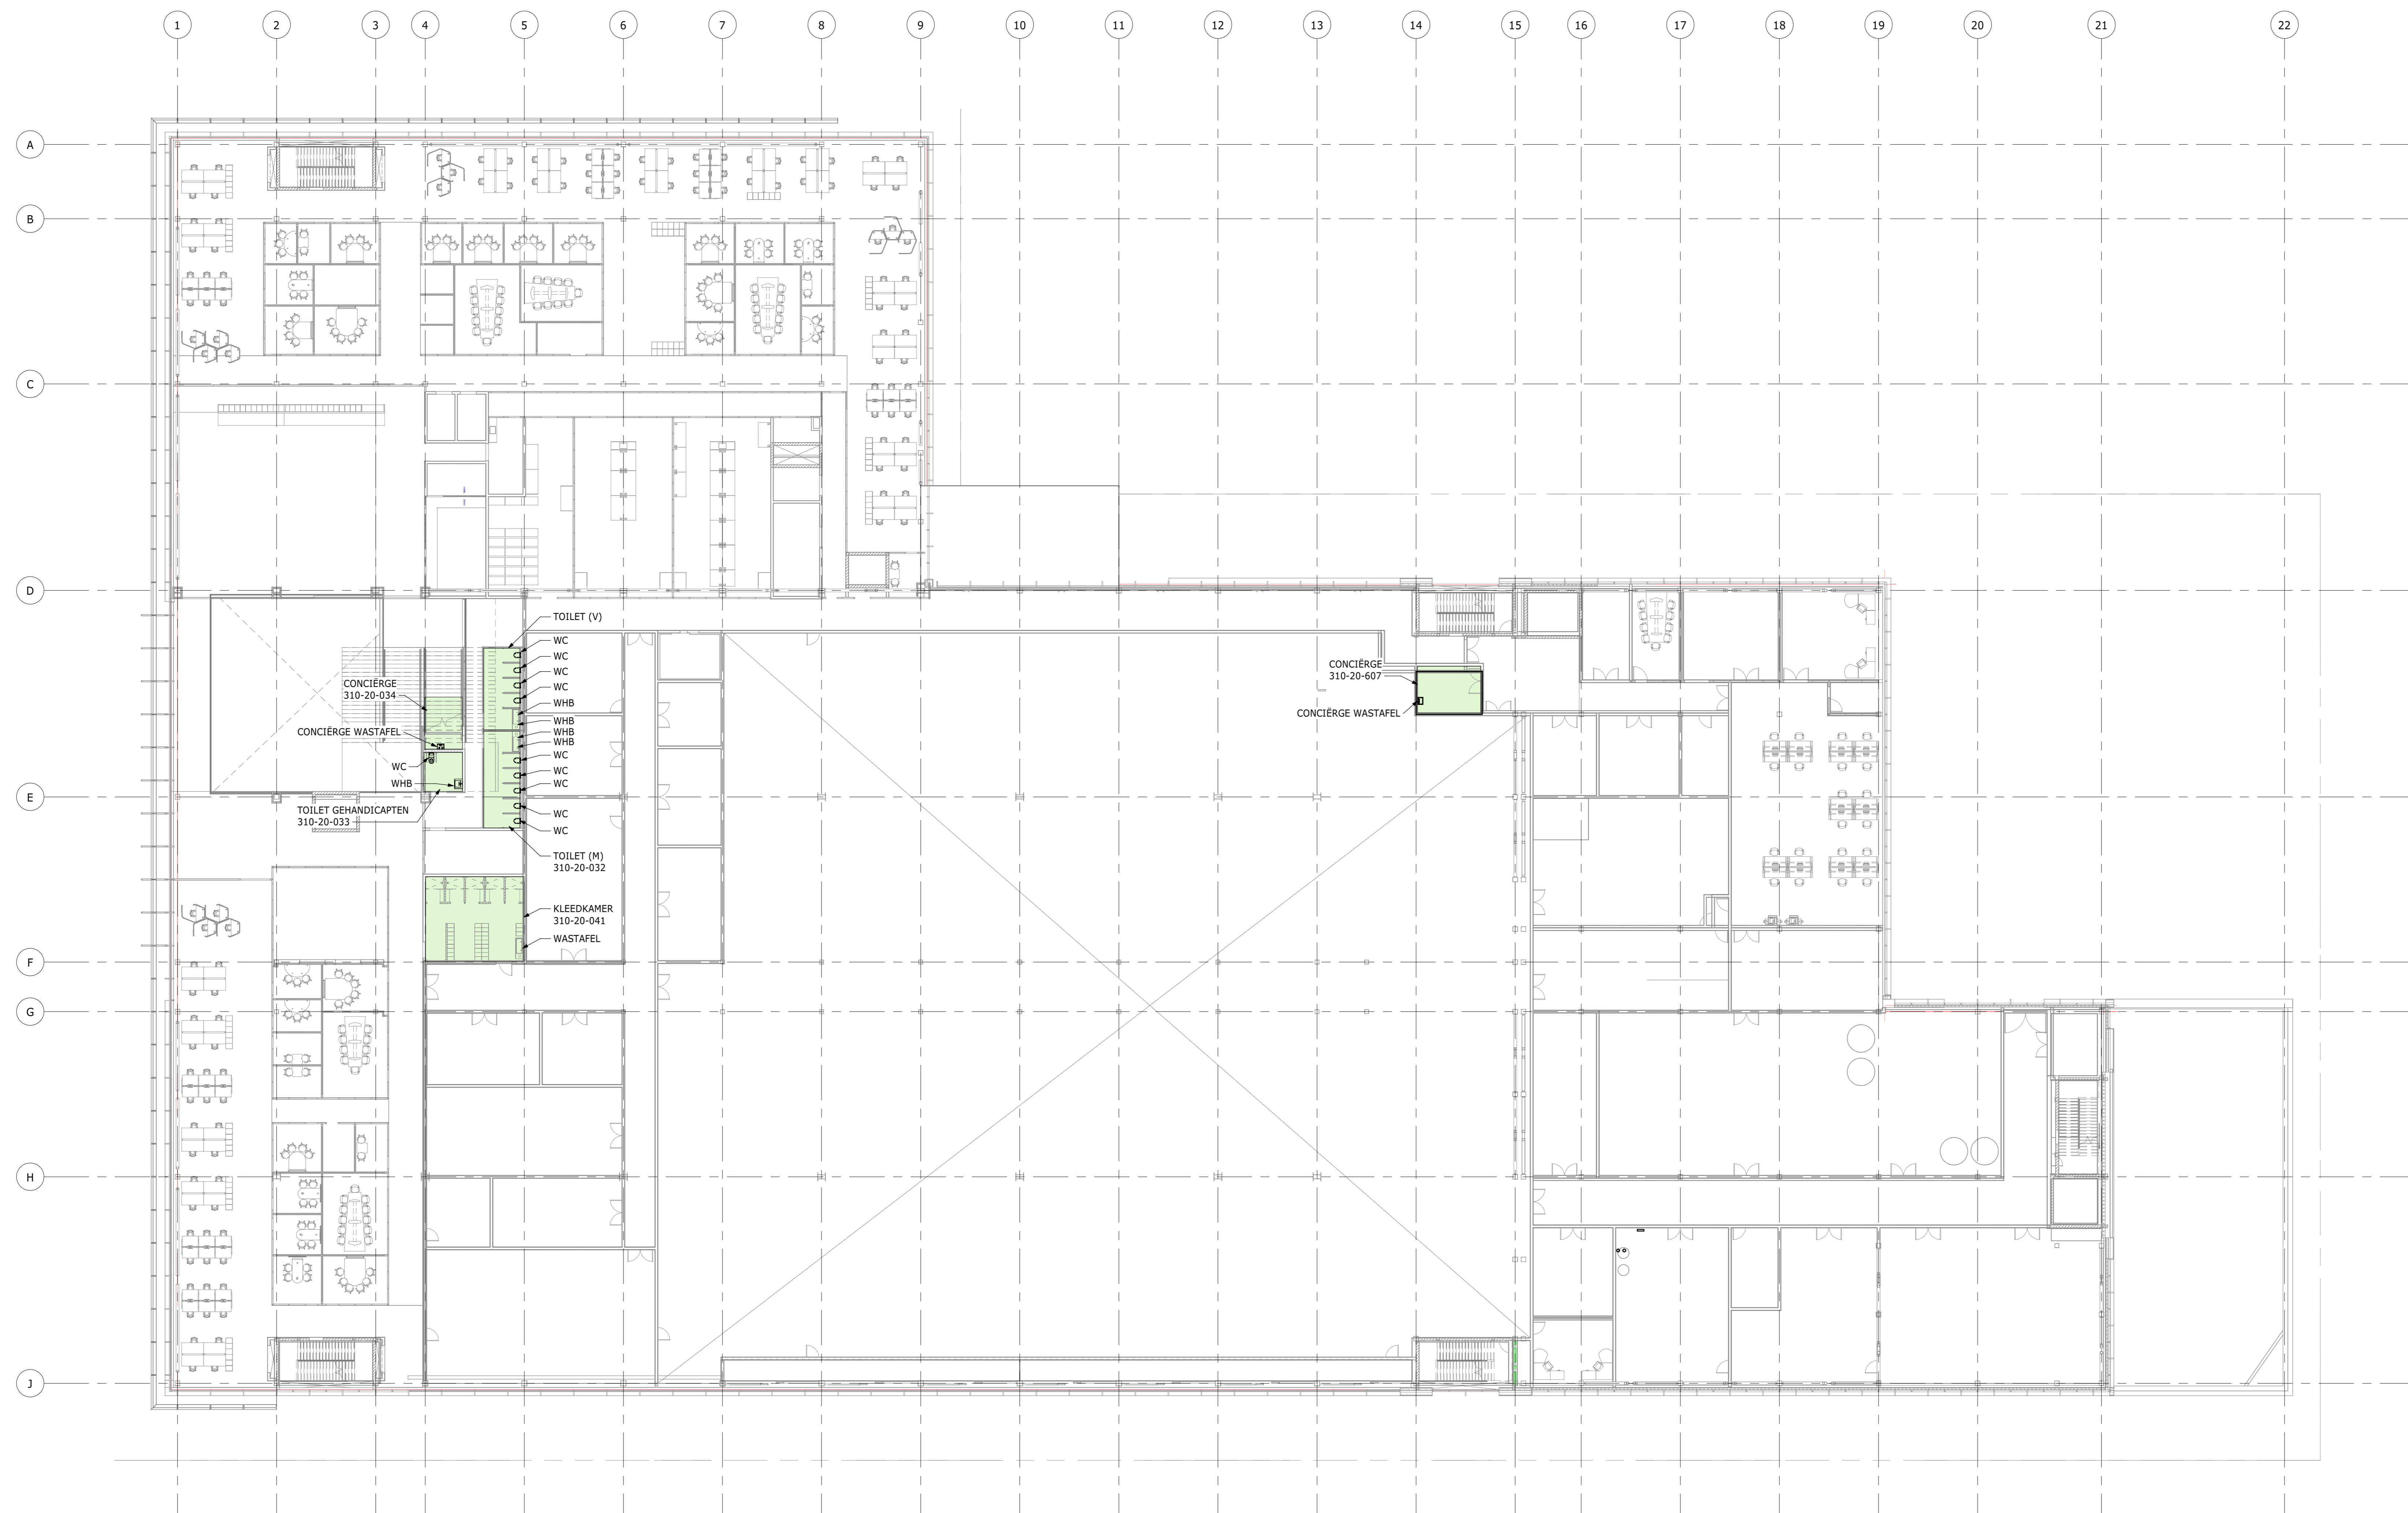 1 2 3 4 5 6 7 8 9 10 11 12 13 14 15 16 17 18 19 20 21 22
A
B
C
D
TOILET (V)
WC
WC
WC
WC
WHB
WHB
WHB
WHB
WC
WC
WC
WC
WC
TOILET (M)
310-20-032
CONCIËRGE
310-20-034
CONCIËRGE WASTAFEL
WC
WHB
TOILET GEHANDICAPTEN
310-20-033
CONCIËRGE
310-20-607
CONCIËRGE WASTAFEL
E
KLEEDKAMER
310-20-041
WASTAFEL
F
G
H
J